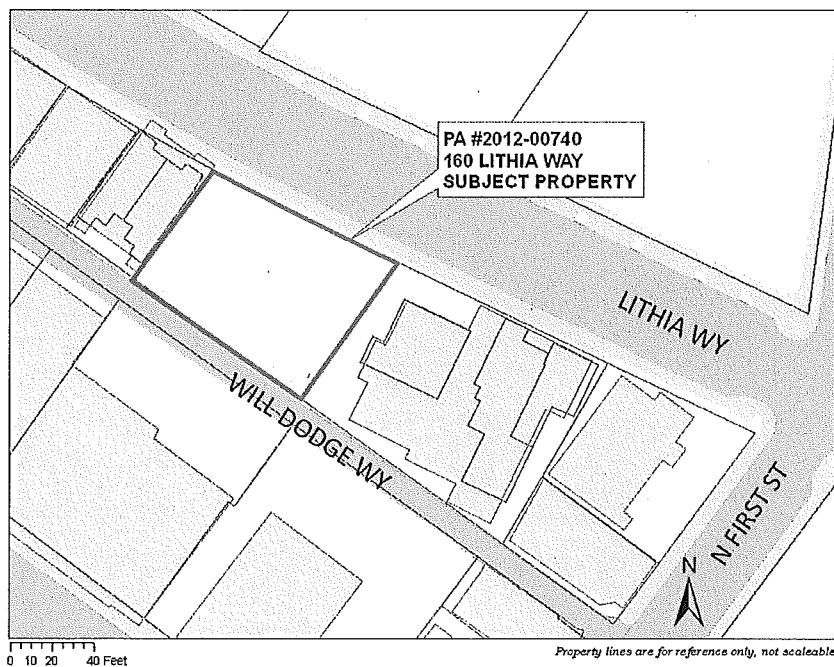 PA #2012-00740
160 LITHIA WAY
SUBJECT PROPERTY
LITHIA WY
WILL DODGE WY
N FIRST ST
N
0 10 20 40 Feet
Property lines are for reference only, not scaleable